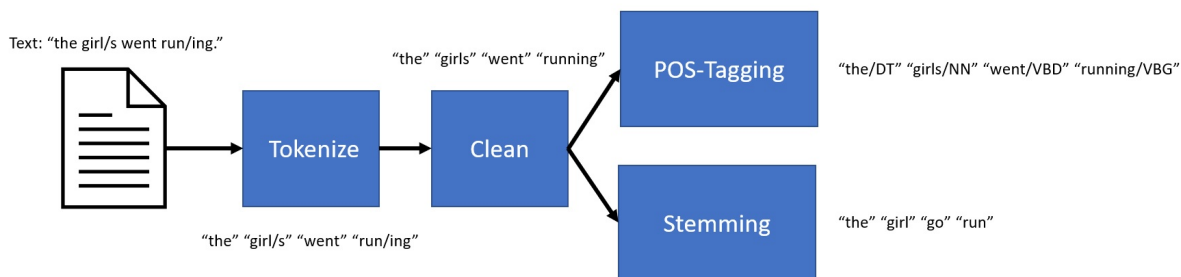 Text: “the girl/s went run/ing.”
“the” “girls” “went” “running”
POS-Tagging
“the/DT” “girls/NN” “went/VBD” “running/VBG”
Tokenize
Clean
Stemming
“the” “girl” “go” “run”
“the” “girl/s” “went” “run/ing”